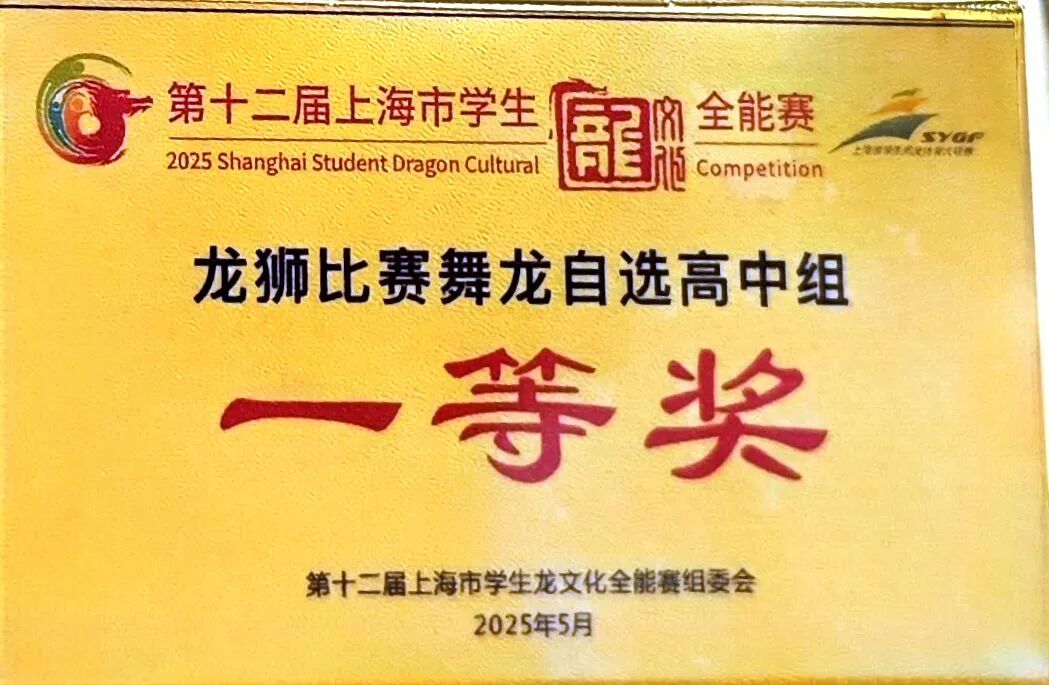 第十二届上海市学生龍文化全能赛
2025 Shanghai Student Dragon Cultural Competition
SYGP
龙狮比赛舞龙自选高中组
一等奖
第十二届上海市学生龙文化全能赛组委会
2025年5月